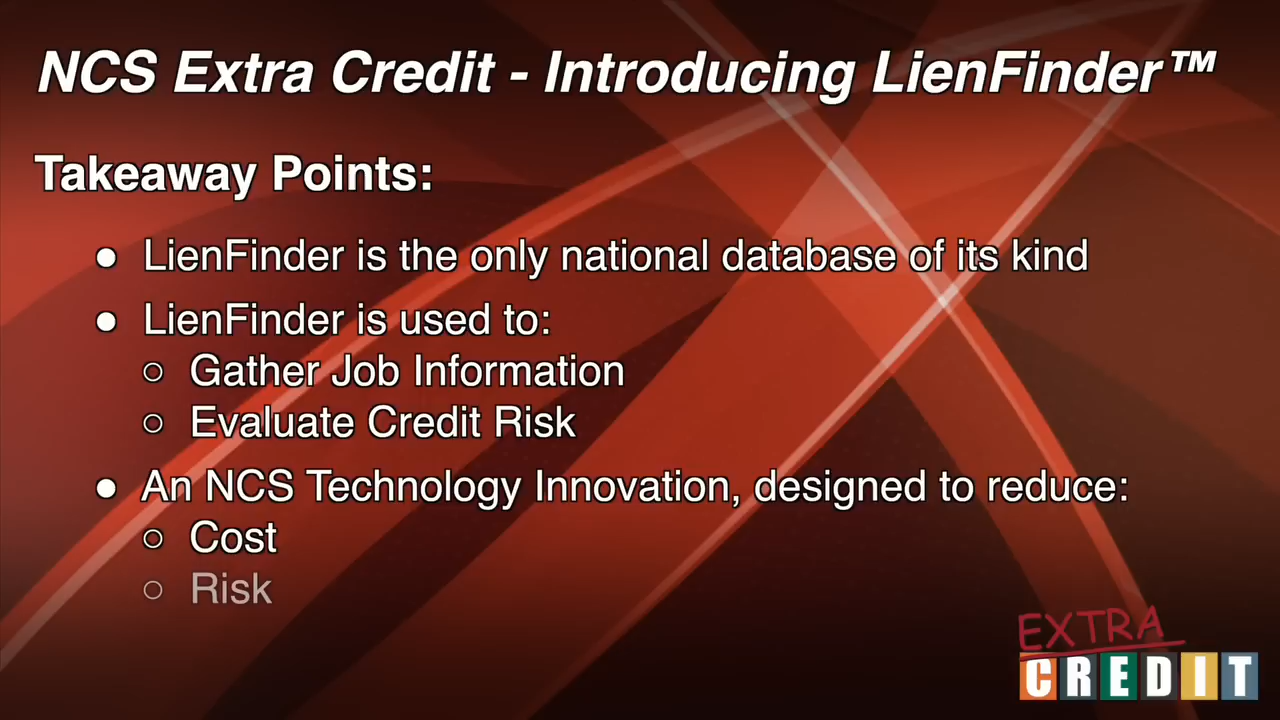 NCS Extra Credit - Introducing LienFinder™
Takeaway Points:
● LienFinder is the only national database of its kind
● LienFinder is used to:
○ Gather Job Information
○ Evaluate Credit Risk
● An NCS Technology Innovation, designed to reduce:
○ Cost
○ Risk
EXTRA
CREDIT